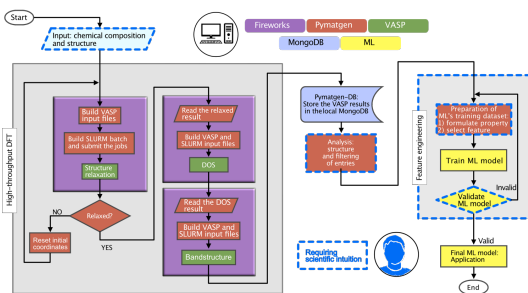 Start
Input: chemical composition
and structure
Fireworks
Pymatgen
VASP
MongoDB
ML
High-throughput DFT
Build VASP
input files
Build SLURM batch
and submit the jobs
Structure
relaxation
Relaxed?
NO
YES
Reset initial
coordinates
Read the relaxed
result
Build VASP and
SLURM input files
DOS
Read the DOS
result
Build VASP and
SLURM input files
Bandstructure
Pymatgen-DB:
Store the VASP results
in the local MongoDB
Analysis:
structure
and filtering
of entries
Requiring
scientific intuition
Feature engineering
Preparation of
ML's training dataset:
1) formulate property
2) select feature
Train ML model
Invalid
Validate
ML model
Valid
Final ML model:
Application
End